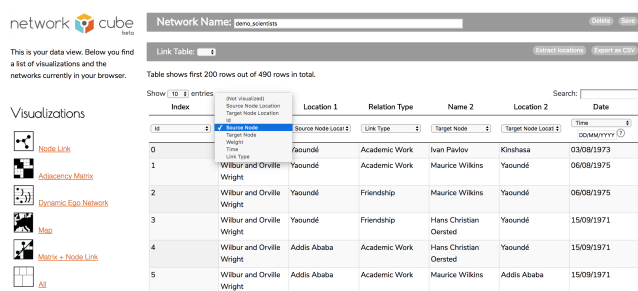 network cube
beta
This is your data view. Below you find
a list of visualizations and the
networks currently in your browser.
Visualizations
Node Link
Adjacency Matrix
Dynamic Ego Network
Map
Matrix + Node Link
All
Network Name: demo_scientists
Delete Save
Link Table:
Extract locations Export as CSV
Table shows first 200 rows out of 490 rows in total.
Show 10 entries
Search:
Index Location 1 Relation Type Name 2 Location 2 Date
(Not visualized)
Source Node Location
Target Node Location
Id
✓ Source Node
Target Node
Weight
Time
Link Type
Id Source Node Locat Link Type Target Node Target Node Locati Time
DD/MM/YYYY ?
0 Yaoundé Academic Work Ivan Pavlov Kinshasa 03/08/1973
1 Wilbur and Orville Yaoundé Academic Work Maurice Wilkins Yaoundé 06/08/1975
Wright
2 Wilbur and Orville Yaoundé Friendship Maurice Wilkins Yaoundé 06/08/1975
Wright
3 Wilbur and Orville Yaoundé Friendship Hans Christian Yaoundé 15/09/1971
Wright Oersted
4 Wilbur and Orville Addis Ababa Academic Work Hans Christian Yaoundé 15/09/1971
Wright Oersted
5 Wilbur and Orville Addis Ababa Academic Work Maurice Wilkins Addis Ababa 15/09/1971
Wright